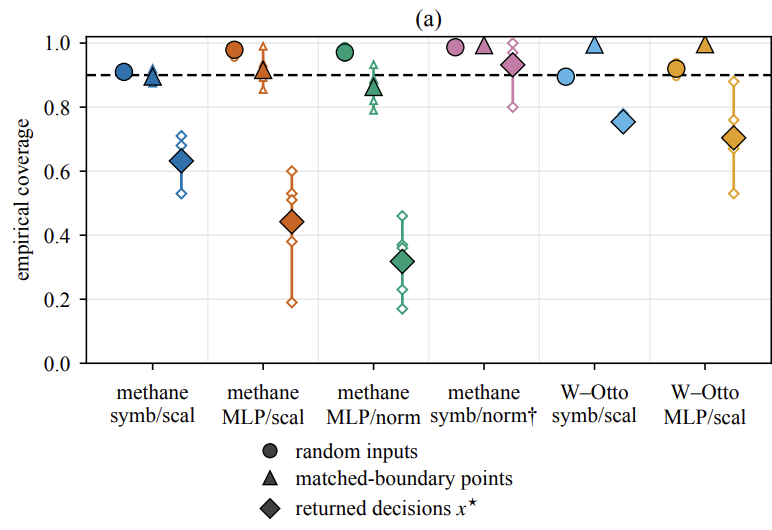 (a)
1.0
0.8
0.6
0.4
0.2
0.0
empirical coverage
methane symb/scal
methane MLP/scal
methane MLP/norm
methane symb/norm†
W–Otto symb/scal
W–Otto MLP/scal
random inputs
matched-boundary points
returned decisions x⋆